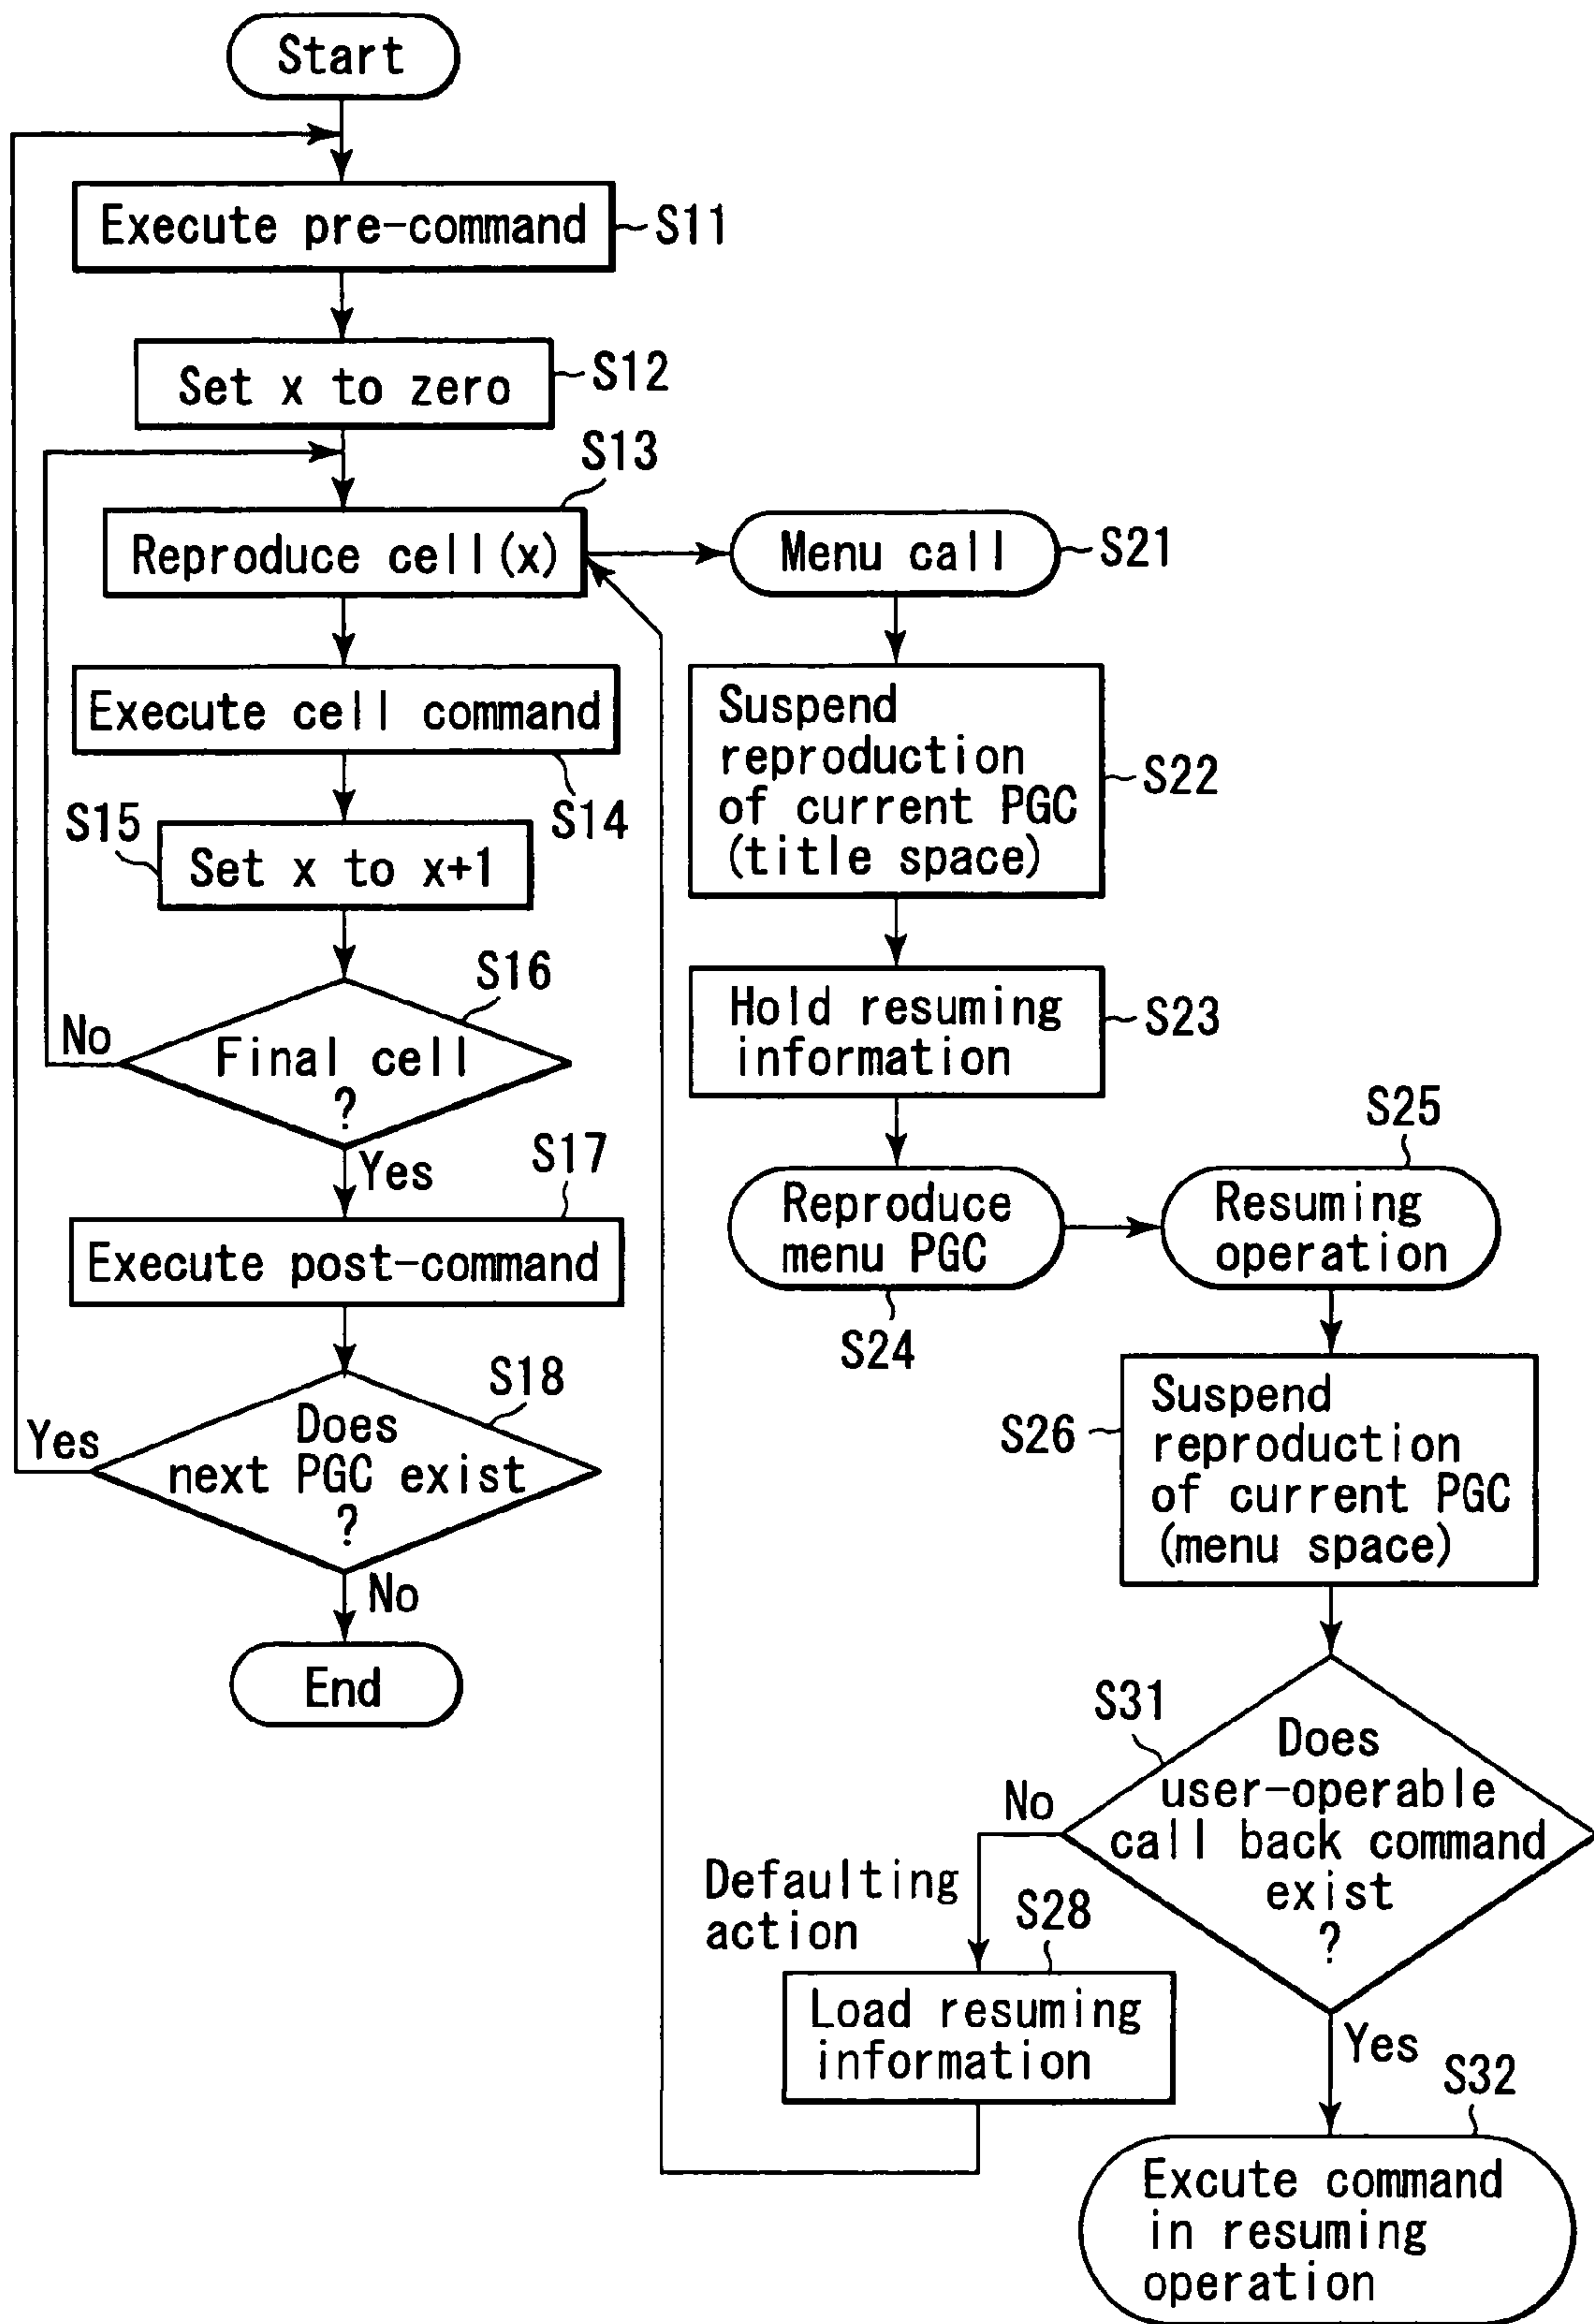 Start
Execute pre-command
S11
Set x to zero
S12
S13
Reproduce cell(x)
Execute cell command
S14
S15
Set x to x+1
S16
Final cell
?
No
Yes
S17
Execute post-command
S18
Does
next PGC exist
?
Yes
No
End
Menu call
S21
Suspend
reproduction
of current PGC
(title space)
S22
Hold resuming
information
S23
Reproduce
menu PGC
S24
S25
Resuming
operation
S26
Suspend
reproduction
of current PGC
(menu space)
S31
Does
user-operable
call back command
exist
?
No
Defaulting
action
S28
Load resuming
information
Yes
S32
Excute command
in resuming
operation